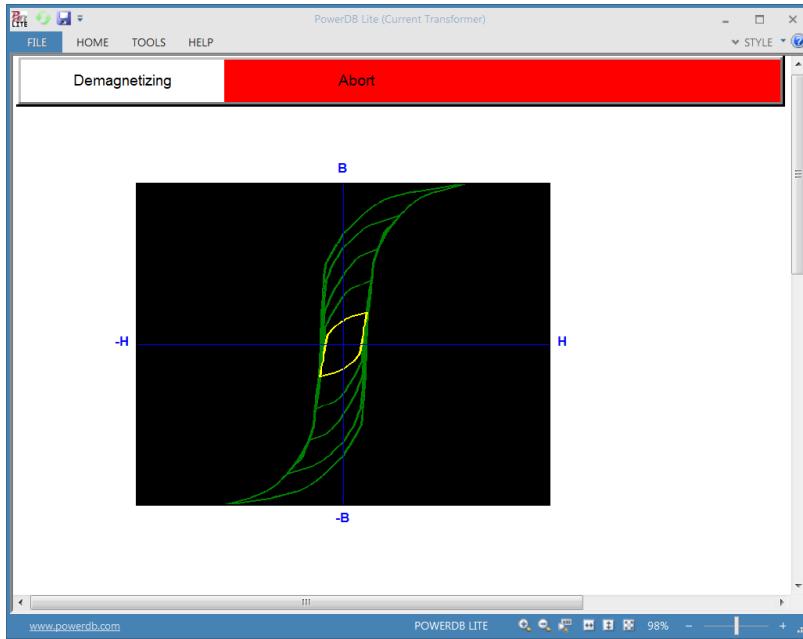 PowerDB Lite (Current Transformer)
FILE HOME TOOLS HELP STYLE
Demagnetizing Abort
B
-H H
-B
www.powerdb.com POWERDB LITE 98%